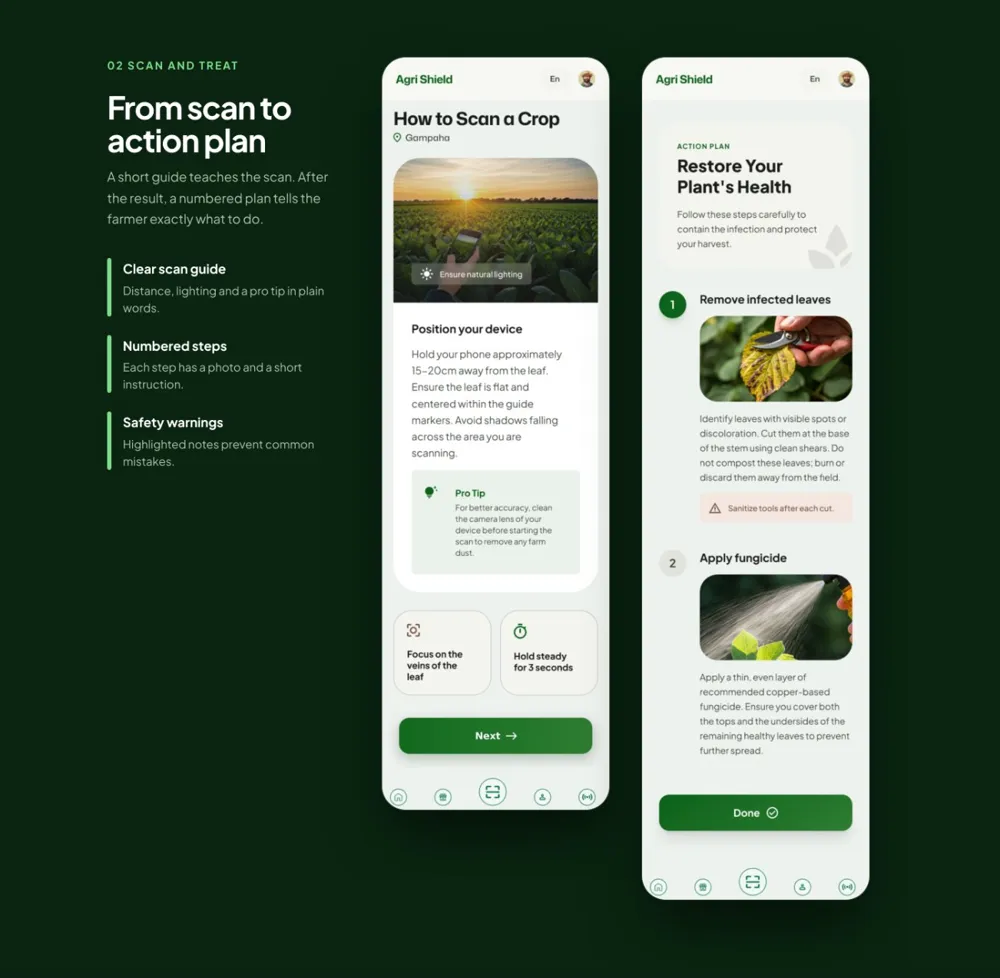 02 SCAN AND TREAT
From scan to
action plan
A short guide teaches the scan. After
the result, a numbered plan tells the
farmer exactly what to do.
Clear scan guide
Distance, lighting and a pro tip in plain
words.
Numbered steps
Each step has a photo and a short
instruction.
Safety warnings
Highlighted notes prevent common
mistakes.
Agri Shield
En
How to Scan a Crop
Gampaha
Ensure natural lighting
Position your device
Hold your phone approximately
15–20cm away from the leaf.
Ensure the leaf is flat and
centered within the guide
markers. Avoid shadows falling
across the area you are
scanning.
Pro Tip
For better accuracy, clean
the camera lens of your
device before starting the
scan to remove any farm
dust.
Focus on the
veins of the
leaf
Hold steady
for 3 seconds
Next
Agri Shield
En
ACTION PLAN
Restore Your
Plant's Health
Follow these steps carefully to
contain the infection and protect
your harvest.
1
Remove infected leaves
Identify leaves with visible spots or
discoloration. Cut them at the base
of the stem using clean shears. Do
not compost these leaves; burn or
discard them away from the field.
Sanitize tools after each cut.
2
Apply fungicide
Apply a thin, even layer of
recommended copper-based
fungicide. Ensure you cover both
the tops and the undersides of the
remaining healthy leaves to prevent
further spread.
Done